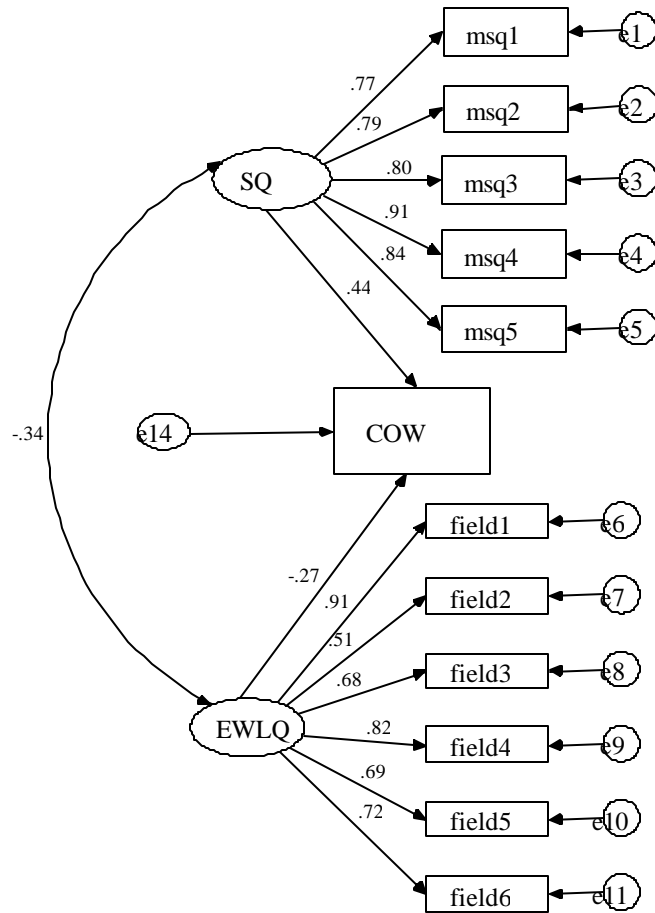 msq1
e1
.77
msq2
e2
.79
SQ
.80
msq3
e3
.91
msq4
e4
.84
msq5
e5
.44
-.34
e14
COW
field1
e6
-.27
.91
field2
e7
.51
.68
field3
e8
EWLQ
.82
field4
e9
.69
field5
e10
.72
field6
e11